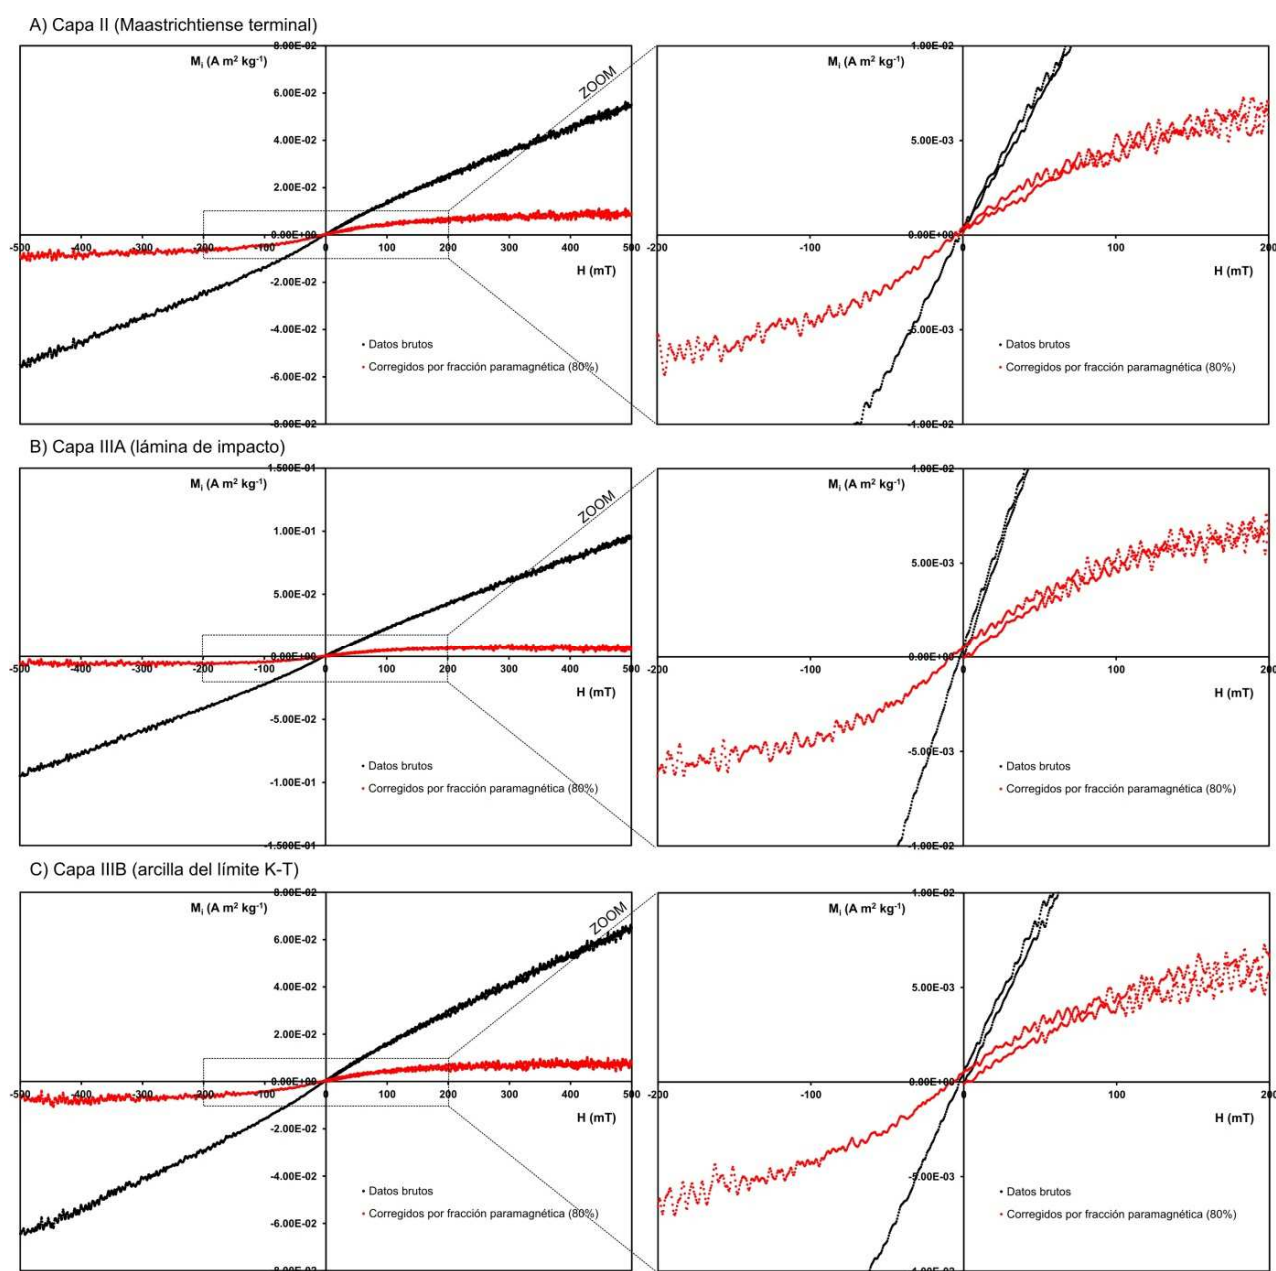 A) Capa II (Maastrichtiense terminal)
8.00E-02
1.00E-02
Mi (A m² kg-1)
Mi (A m² kg-1)
ZOOM
6.00E-02
4.00E-02
5.00E-03
2.00E-02
0.00E+00
0.00E+00
-500 -400 -300 -200 -100 0 100 200 300 400 500
-200 -100 0 100 200
H (mT)
H (mT)
-2.00E-02
-4.00E-02
-5.00E-03
Datos brutos
Datos brutos
Corregidos por fracción paramagnética (80%)
Corregidos por fracción paramagnética (80%)
-6.00E-02
-8.00E-02
-1.00E-02
B) Capa IIIA (lámina de impacto)
1.500E-01
1.00E-02
Mi (A m² kg-1)
Mi (A m² kg-1)
ZOOM
1.00E-01
5.00E-03
5.00E-02
0.00E+00
0.00E+00
-500 -400 -300 -200 -100 0 100 200 300 400 500
-200 -100 0 100 200
H (mT)
H (mT)
-5.00E-02
-5.00E-03
Datos brutos
Datos brutos
-1.00E-01
Corregidos por fracción paramagnética (80%)
Corregidos por fracción paramagnética (80%)
-1.500E-01
-1.00E-02
C) Capa IIIB (arcilla del límite K-T)
8.00E-02
1.00E-02
Mi (A m² kg-1)
Mi (A m² kg-1)
ZOOM
6.00E-02
4.00E-02
5.00E-03
2.00E-02
0.00E+00
0.00E+00
-500 -400 -300 -200 -100 0 100 200 300 400 500
-200 -100 0 100 200
H (mT)
H (mT)
-2.00E-02
-4.00E-02
-5.00E-03
Datos brutos
Datos brutos
Corregidos por fracción paramagnética (80%)
Corregidos por fracción paramagnética (80%)
-6.00E-02